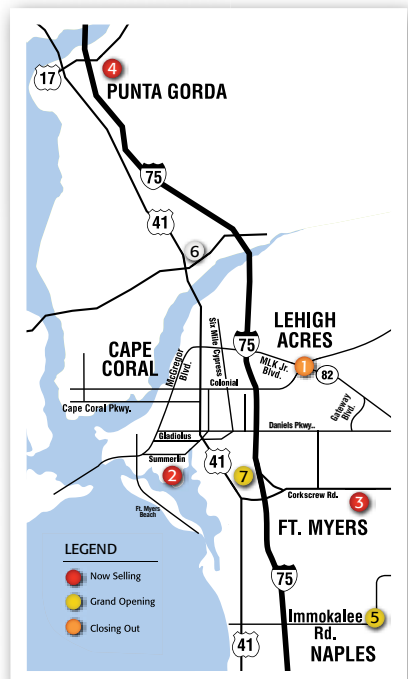 17
4
PUNTA GORDA
75
41
6
75
LEHIGH
ACRES
CAPE
CORAL
McGregor
Blvd.
Six Mile Cypress
MLK Jr.
Blvd.
1
82
Colonial
Gateway
Blvd.
Cape Coral Pkwy.
Daniels Pkwy..
Gladiolus
Summerlin
2
41
7
Corkscrew Rd.
3
Ft. Myers
Beach
FT. MYERS
LEGEND
Now Selling
Grand Opening
Closing Out
75
Immokalee
Rd.
5
41
NAPLES